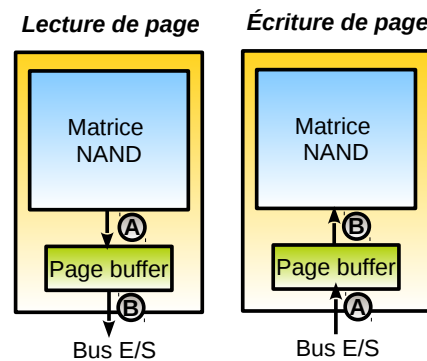 Lecture de page
Matrice
NAND
A
Page buffer
B
Bus E/S
Écriture de page
Matrice
NAND
B
Page buffer
A
Bus E/S